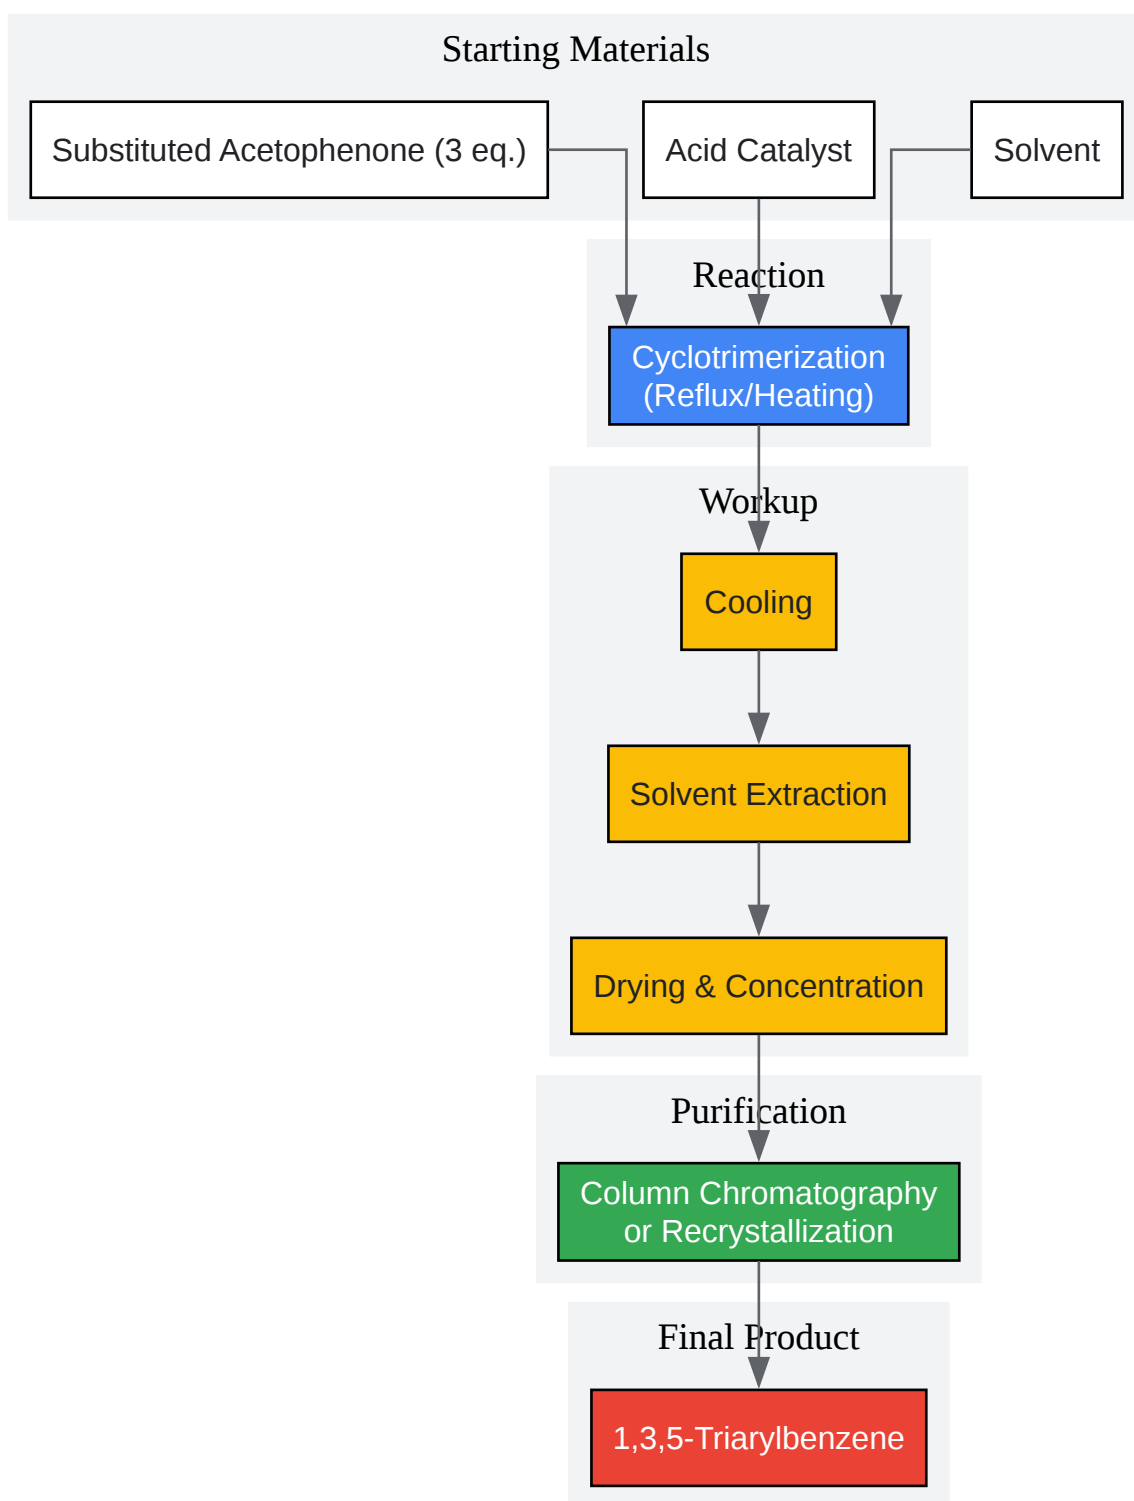 Starting Materials
Substituted Acetophenone (3 eq.)
Acid Catalyst
Solvent
Reaction
Cyclotrimerization
(Reflux/Heating)
Workup
Cooling
Solvent Extraction
Drying & Concentration
Purification
Column Chromatography
or Recrystallization
Final Product
1,3,5-Triarylbenzene